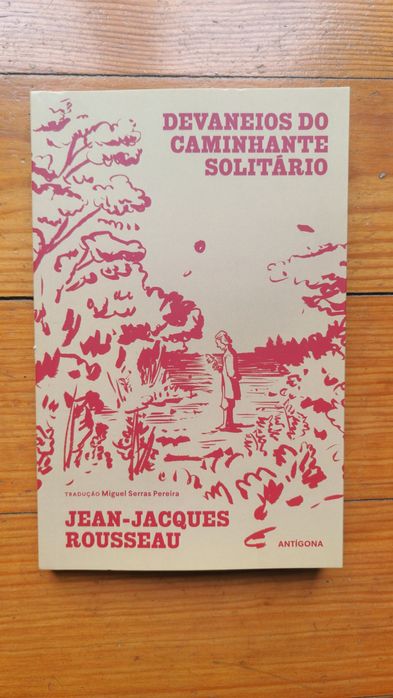 DEVANEIOS DO
CAMINHANTE
SOLITÁRIO
TRADUÇÃO Miguel Serras Pereira
JEAN-JACQUES
ROUSSEAU
ANTÍGONA